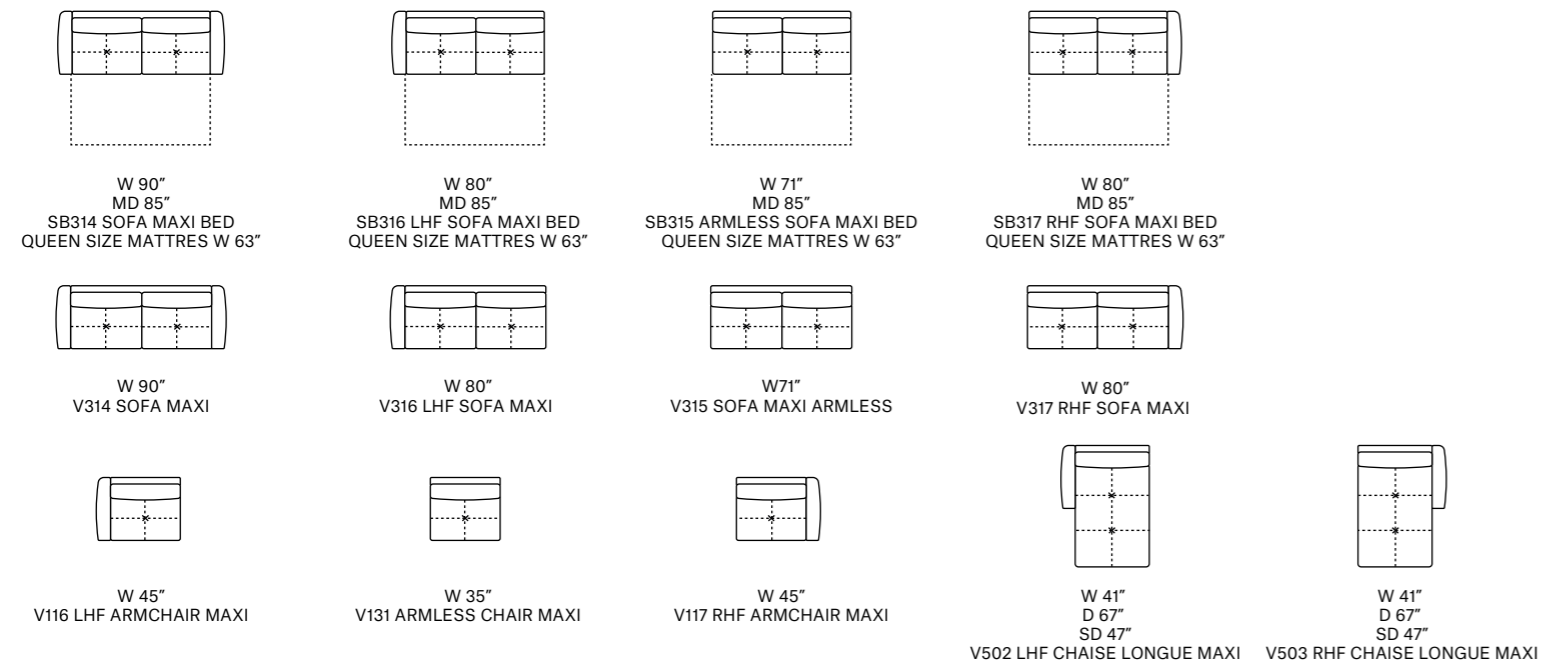 W 90″
MD 85″
SB314 SOFA MAXI BED
QUEEN SIZE MATTRES W 63″
W 80″
MD 85″
SB316 LHF SOFA MAXI BED
QUEEN SIZE MATTRES W 63″
W 71″
MD 85″
SB315 ARMLESS SOFA MAXI BED
QUEEN SIZE MATTRES W 63″
W 80″
MD 85″
SB317 RHF SOFA MAXI BED
QUEEN SIZE MATTRES W 63″
W 90″
V314 SOFA MAXI
W 80″
V316 LHF SOFA MAXI
W71″
V315 SOFA MAXI ARMLESS
W 80″
V317 RHF SOFA MAXI
W 45″
V116 LHF ARMCHAIR MAXI
W 35″
V131 ARMLESS CHAIR MAXI
W 45″
V117 RHF ARMCHAIR MAXI
W 41″
D 67″
SD 47″
V502 LHF CHAISE LONGUE MAXI
W 41″
D 67″
SD 47″
V503 RHF CHAISE LONGUE MAXI